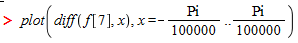 > plot(diff(f[7], x), x = - Pi/100000 .. Pi/100000)